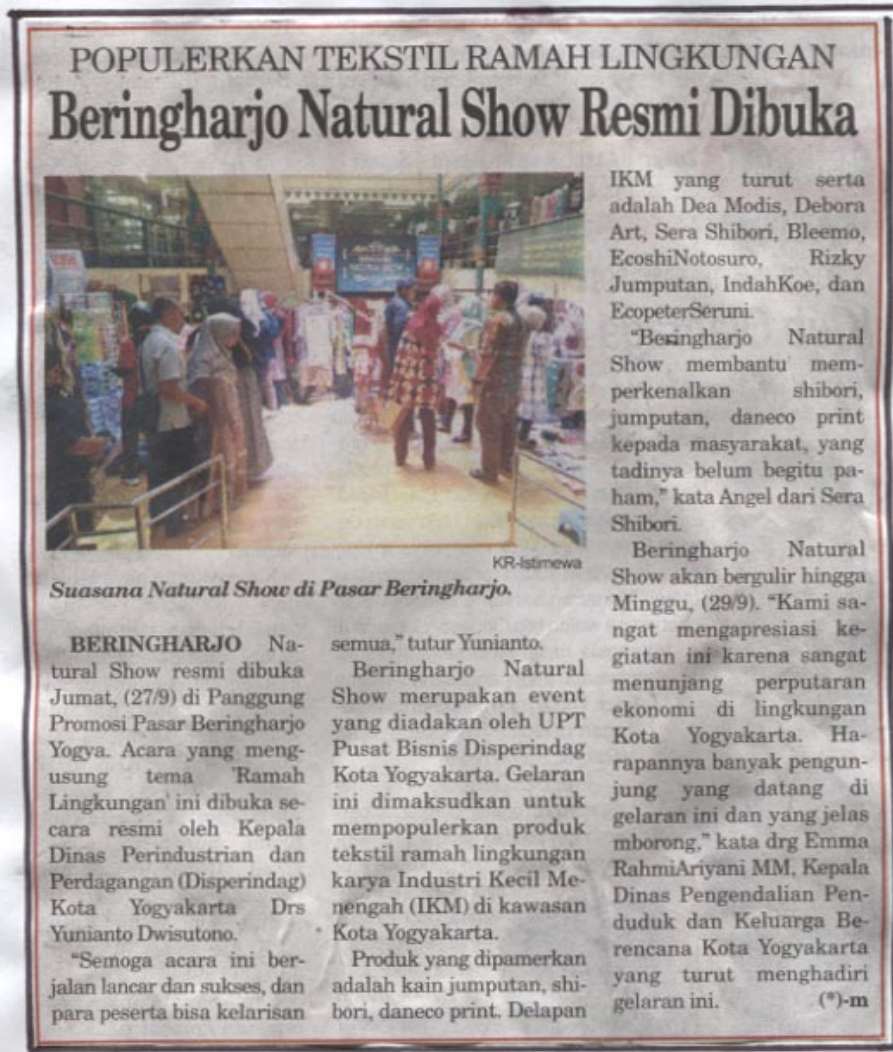 POPULERKAN TEKSTIL RAMAH LINGKUNGAN
Beringharjo Natural Show Resmi Dibuka
KR-Istimewa
Suasana Natural Show di Pasar Beringharjo.
BERINGHARJO Na-
tural Show resmi dibuka
Jumat, (27/9) di Panggung
Promosi Pasar Beringharjo
Yogya. Acara yang meng-
usung tema 'Ramah
Lingkungan' ini dibuka se-
cara resmi oleh Kepala
Dinas Perindustrian dan
Perdagangan (Disperindag)
Kota Yogyakarta Drs
Yunianto Dwisutono.
"Semoga acara ini ber-
jalan lancar dan sukses, dan
para peserta bisa kelarisan
semua," tutur Yunianto.
Beringharjo Natural
Show merupakan event
yang diadakan oleh UPT
Pusat Bisnis Disperindag
Kota Yogyakarta. Gelaran
ini dimaksudkan untuk
mempopulerkan produk
tekstil ramah lingkungan
karya Industri Kecil Me-
nengah (IKM) di kawasan
Kota Yogyakarta.
Produk yang dipamerkan
adalah kain jumputan, shi-
bori, daneco print. Delapan
IKM yang turut serta
adalah Dea Modis, Debora
Art, Sera Shibori, Bleemo,
EcoshiNotosuro, Rizky
Jumputan, IndahKoe, dan
EcopeterSeruni.
"Beringharjo Natural
Show membantu mem-
perkenalkan shibori,
jumputan, daneco print
kepada masyarakat, yang
tadinya belum begitu pa-
ham," kata Angel dari Sera
Shibori.
Beringharjo Natural
Show akan bergulir hingga
Minggu, (29/9). "Kami sa-
ngat mengapresiasi ke-
giatan ini karena sangat
menunjang perputaran
ekonomi di lingkungan
Kota Yogyakarta. Ha-
rapannya banyak pengun-
jung yang datang di
gelaran ini dan yang jelas
mborong," kata drg Emma
RahmiAriyani MM, Kepala
Dinas Pengendalian Pen-
duduk dan Keluarga Be-
rencana Kota Yogyakarta
yang turut menghadiri
gelaran ini. (*)-m